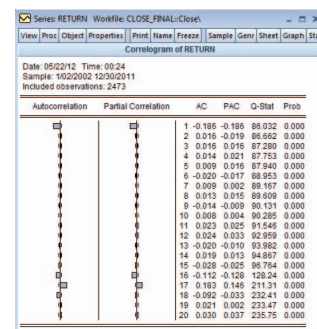 Series: RETURN Workfile: CLOSE_FINAL::Close\
View Proc Object Properties Print Name Freeze Sample Genr Sheet Graph Sta
Correlogram of RETURN
Date: 05/22/12 Time: 00:24
Sample: 1/02/2002 12/30/2011
Included observations: 2473
Autocorrelation Partial Correlation AC PAC Q-Stat Prob
1 -0.186 -0.186 86.032 0.000
2 0.016 -0.019 86.662 0.000
3 0.016 0.016 87.280 0.000
4 0.014 0.021 87.753 0.000
5 0.009 0.016 87.940 0.000
6 -0.020 -0.017 88.953 0.000
7 0.009 0.002 89.167 0.000
8 0.013 0.015 89.609 0.000
9 -0.014 -0.009 90.131 0.000
10 0.008 0.004 90.285 0.000
11 0.023 0.025 91.546 0.000
12 0.024 0.033 92.959 0.000
13 -0.020 -0.010 93.982 0.000
14 0.019 0.013 94.867 0.000
15 -0.028 -0.025 96.764 0.000
16 -0.112 -0.128 128.24 0.000
17 0.183 0.146 211.31 0.000
18 -0.092 -0.033 232.41 0.000
19 0.021 0.002 233.47 0.000
20 0.030 0.037 235.75 0.000